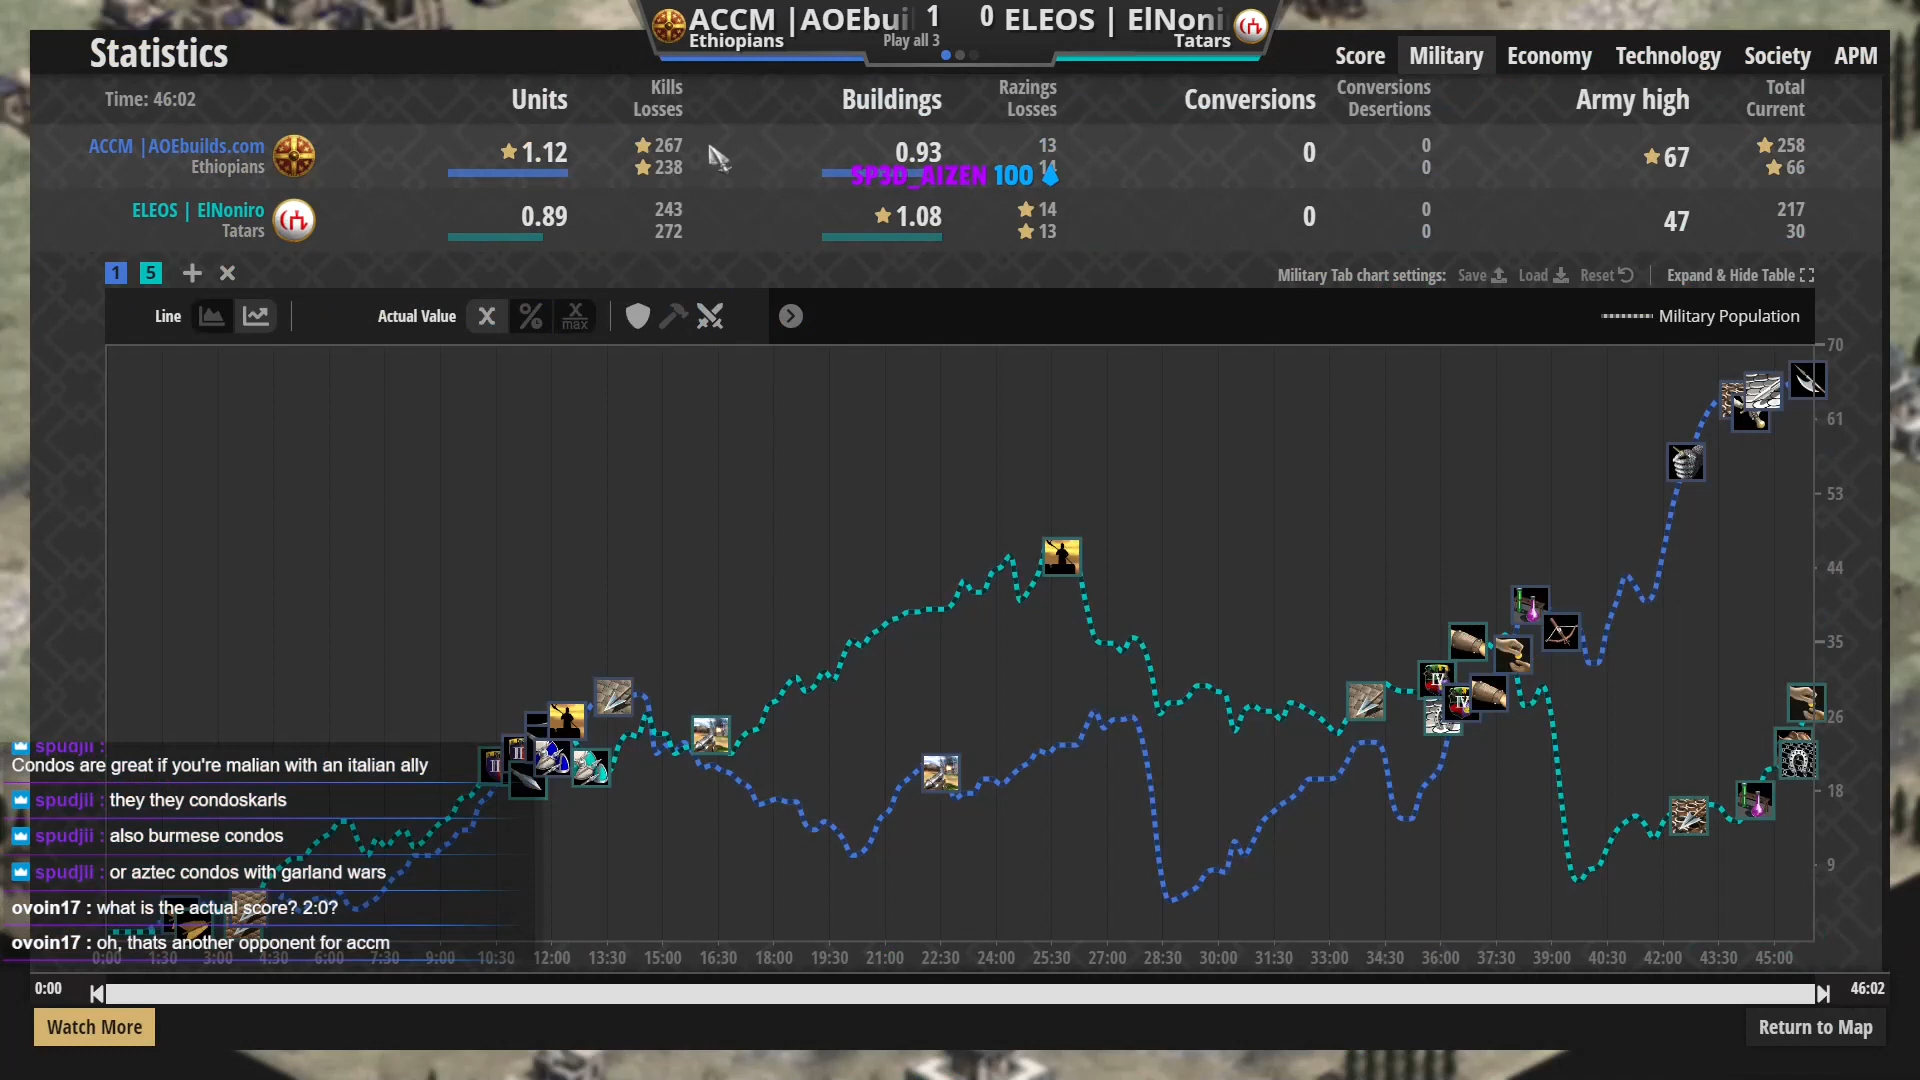 ACCM |AOEbui
Ethiopians
1
Play all 3
0
ELEOS | ElNoni
Tatars
Statistics
Score
Military
Economy
Technology
Society
APM
Time: 46:02
Units
Kills
Losses
Buildings
Razings
Losses
Conversions
Conversions
Desertions
Army high
Total
Current
ACCM |AOEbuilds.com
Ethiopians
1.12
267
238
0.93
13
14
0
0
0
67
258
66
SP3D_AIZEN 100
ELEOS | ElNoniro
Tatars
0.89
243
272
1.08
14
13
0
0
0
47
217
30
1
5
Military Tab chart settings:
Save
Load
Reset
Expand & Hide Table
Line
Actual Value
X
%
X
max
Military Population
70
61
53
44
35
26
18
9
II
II
IV
IV
spudjii :
Condos are great if you're malian with an italian ally
spudjii : they they condoskarls
spudjii : also burmese condos
spudjii : or aztec condos with garland wars
ovoin17 : what is the actual score? 2:0?
ovoin17 : oh, thats another opponent for accm
0:00 1:30 3:00 4:30 6:00 7:30 9:00 10:30 12:00 13:30 15:00 16:30 18:00 19:30 21:00 22:30 24:00 25:30 27:00 28:30 30:00 31:30 33:00 34:30 36:00 37:30 39:00 40:30 42:00 43:30 45:00
0:00
46:02
Watch More
Return to Map